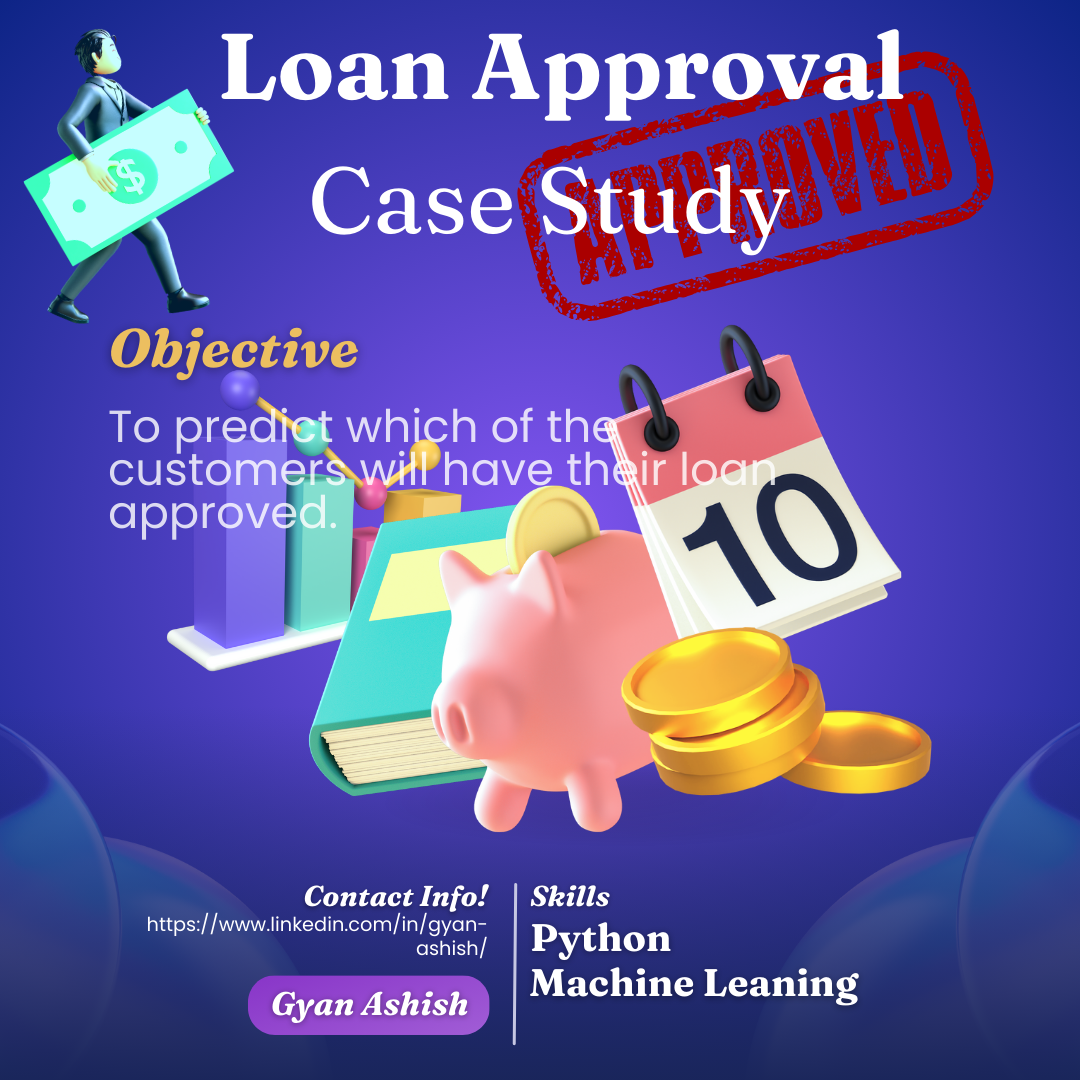 Loan Approval
APPROVED
Case Study
Objective
To predict which of the
customers will have their loan
approved.
10
$
Contact Info!
https://www.linkedin.com/in/gyan-
ashish/
Gyan Ashish
Skills
Python
Machine Leaning